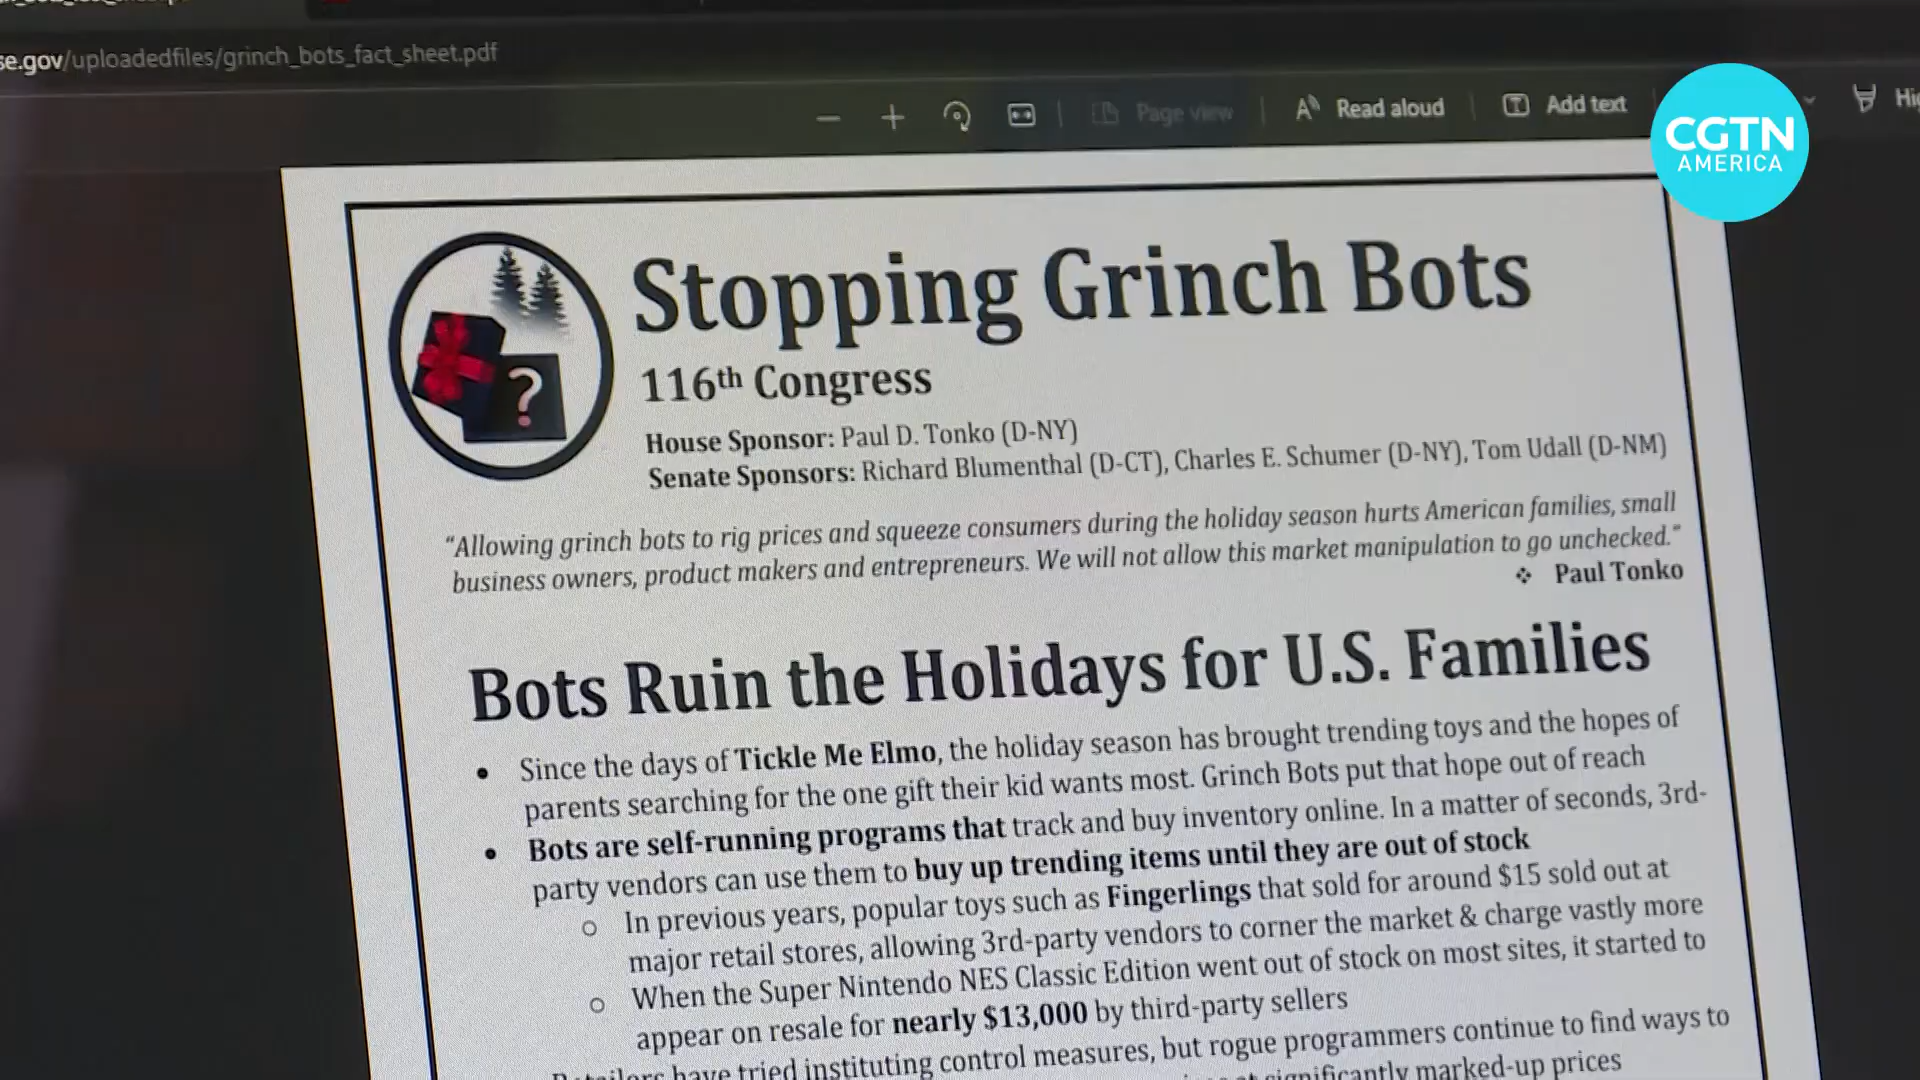 se.gov/uploadedfiles/grinch_bots_fact_sheet.pdf
Page view
Read aloud
Add text
CGTN
AMERICA
Stopping Grinch Bots
116th Congress
House Sponsor: Paul D. Tonko (D-NY)
Senate Sponsors: Richard Blumenthal (D-CT), Charles E. Schumer (D-NY), Tom Udall (D-NM)
?
“Allowing grinch bots to rig prices and squeeze consumers during the holiday season hurts American families, small
business owners, product makers and entrepreneurs. We will not allow this market manipulation to go unchecked.”
❖ Paul Tonko
Bots Ruin the Holidays for U.S. Families
• Since the days of Tickle Me Elmo, the holiday season has brought trending toys and the hopes of
parents searching for the one gift their kid wants most. Grinch Bots put that hope out of reach
• Bots are self-running programs that track and buy inventory online. In a matter of seconds, 3rd-
party vendors can use them to buy up trending items until they are out of stock
o In previous years, popular toys such as Fingerlings that sold for around $15 sold out at
major retail stores, allowing 3rd-party vendors to corner the market & charge vastly more
o When the Super Nintendo NES Classic Edition went out of stock on most sites, it started to
appear on resale for nearly $13,000 by third-party sellers
Retailers have tried instituting control measures, but rogue programmers continue to find ways to
significantly marked-up prices